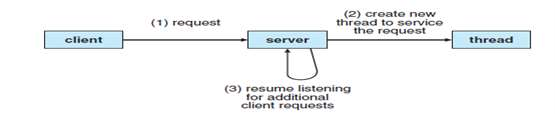 (1) request
(2) create new
thread to service
the request
client
server
thread
(3) resume listening
for additional
client requests